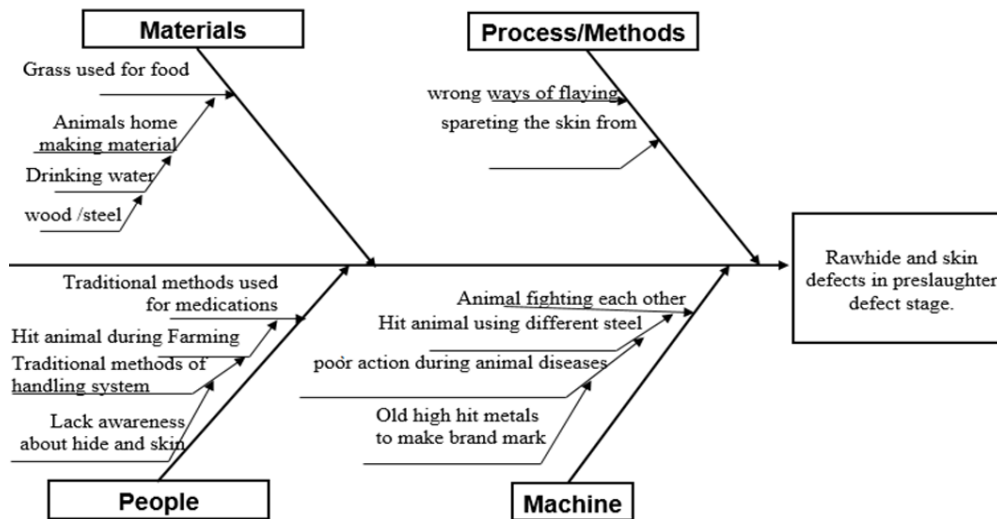 Materials
Process/Methods
Grass used for food
Animals home
making material
Drinking water
wood /steel
wrong ways of flaying
spareting the skin from
Rawhide and skin
defects in preslaughter
defect stage.
Traditional methods used
for medications
Hit animal during Farming
Traditional methods of
handling system
Lack awareness
about hide and skin
Animal fighting each other
Hit animal using different steel
poor action during animal diseases
Old high hit metals
to make brand mark
People
Machine